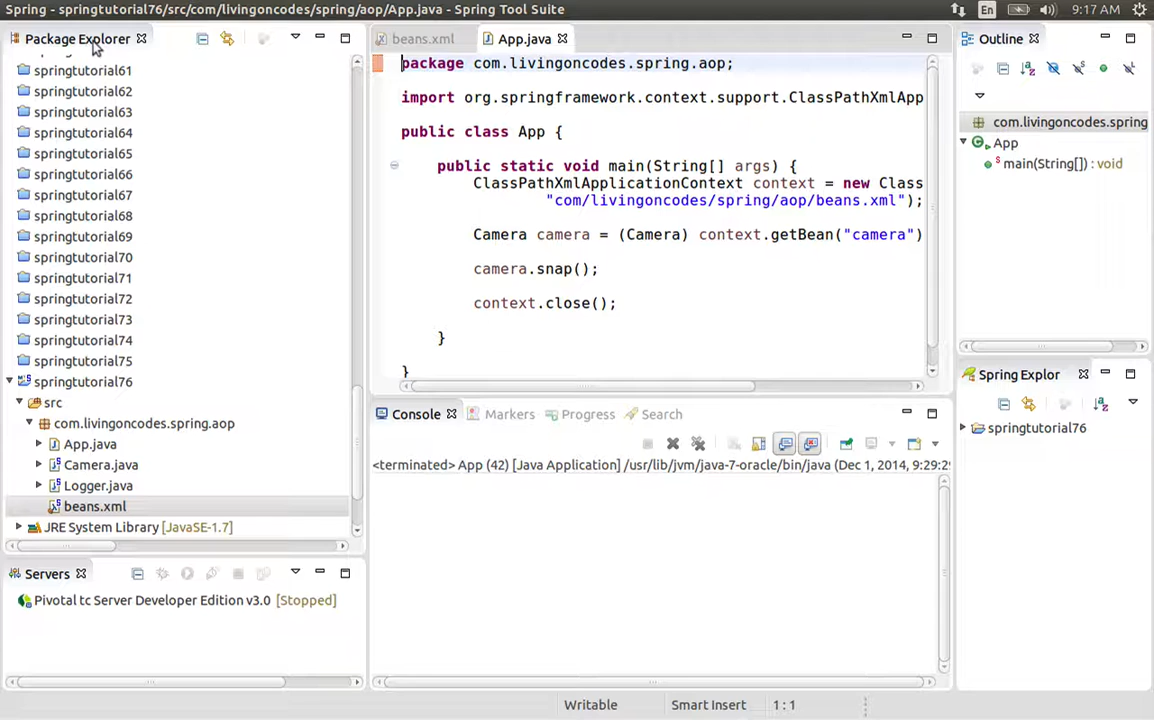 Spring - springtutorial76/src/com/livingoncodes/spring/aop/App.java - Spring Tool Suite
En
9:17 AM
Package Explorer
springtutorial61
springtutorial62
springtutorial63
springtutorial64
springtutorial65
springtutorial66
springtutorial67
springtutorial68
springtutorial69
springtutorial70
springtutorial71
springtutorial72
springtutorial73
springtutorial74
springtutorial75
springtutorial76
src
com.livingoncodes.spring.aop
App.java
Camera.java
Logger.java
beans.xml
JRE System Library [JavaSE-1.7]
Servers
Pivotal tc Server Developer Edition v3.0 [Stopped]
beans.xml
App.java
package com.livingoncodes.spring.aop;
import org.springframework.context.support.ClassPathXmlApp
public class App {
public static void main(String[] args) {
ClassPathXmlApplicationContext context = new Class
"com/livingoncodes/spring/aop/beans.xml");
Camera camera = (Camera) context.getBean("camera")
camera.snap();
context.close();
}
}
Console
Markers
Progress
Search
<terminated> App (42) [Java Application] /usr/lib/jvm/java-7-oracle/bin/java (Dec 1, 2014, 9:29:29
Outline
com.livingoncodes.spring
App
main(String[]) : void
Spring Explor
springtutorial76
Writable
Smart Insert
1 : 1